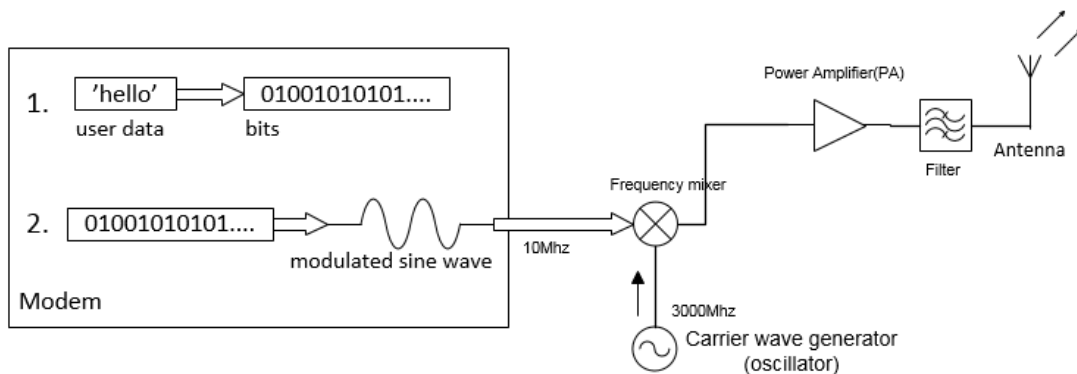 1.
'hello'
01001010101....
user data
bits
2.
01001010101....
modulated sine wave
Modem
10Mhz
Frequency mixer
3000Mhz
Carrier wave generator
(oscillator)
Power Amplifier(PA)
Filter
Antenna